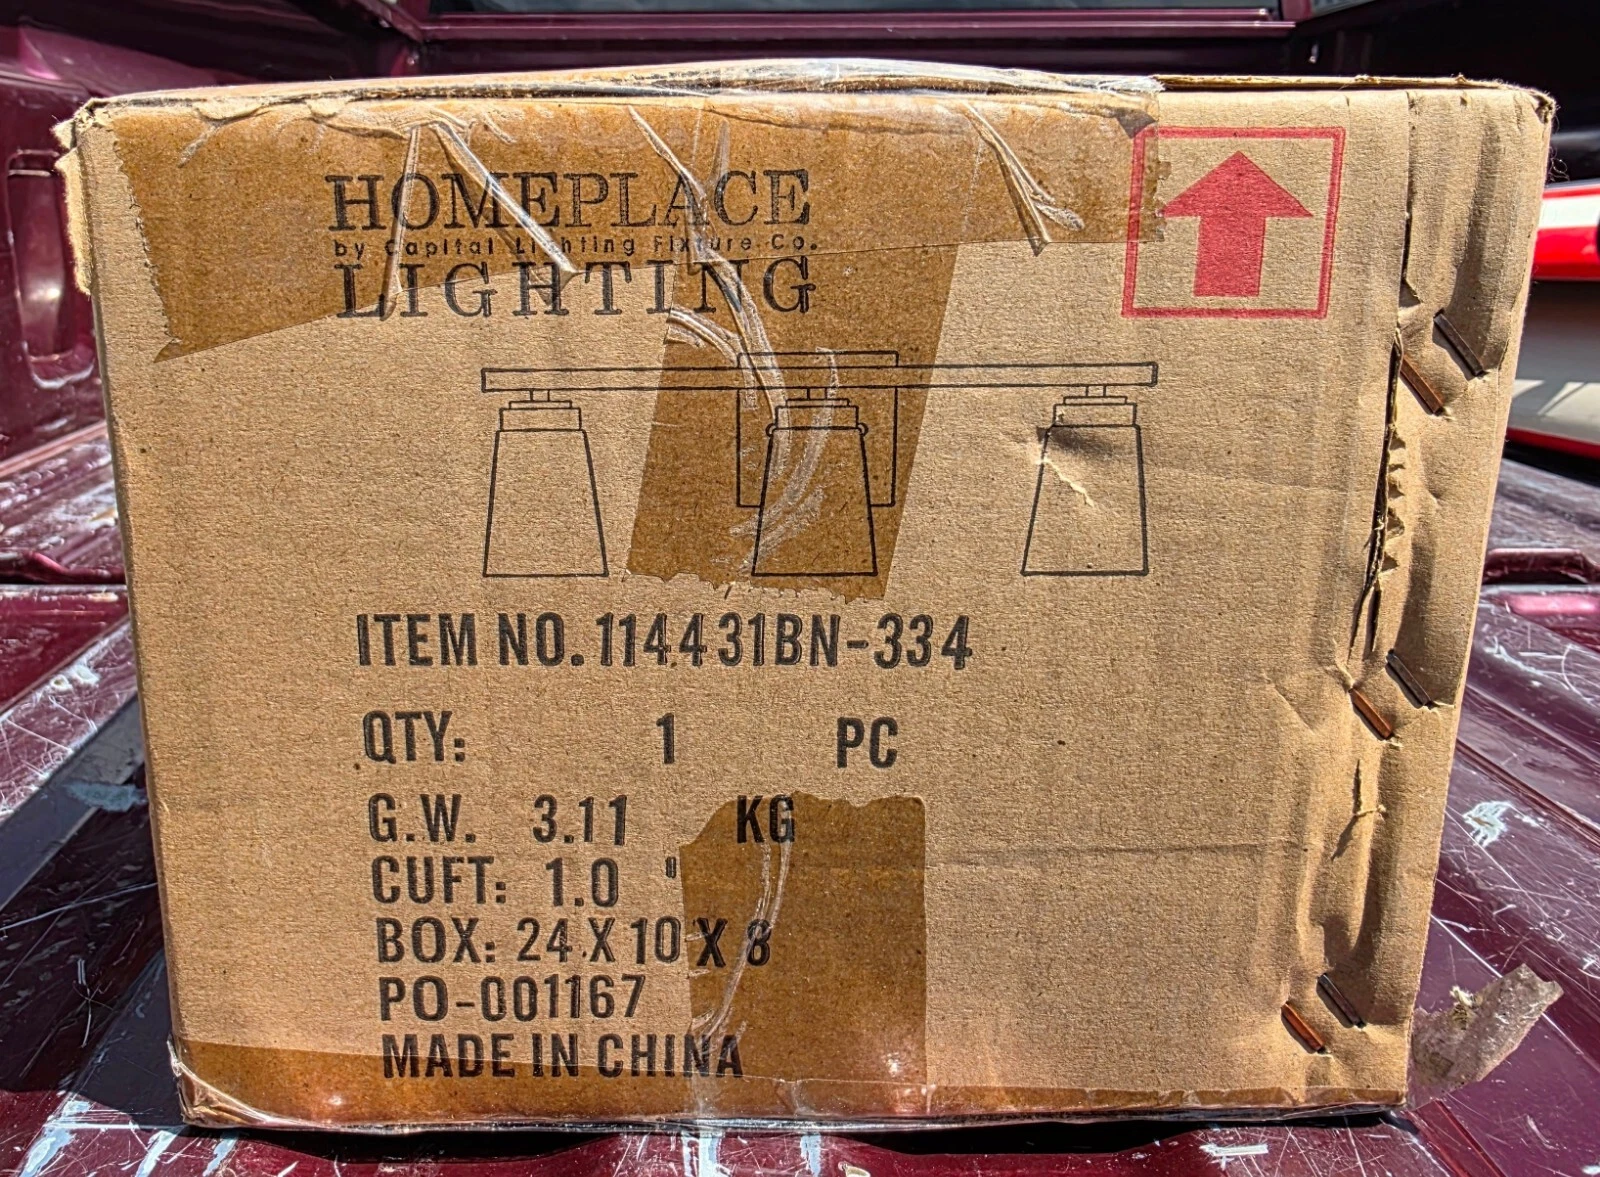 HOMEPLACE
by Capital Lighting Fixture Co.
LIGHTING
ITEM NO. 114431BN-334
QTY: 1 PC
G.W. 3.11 KG
CUFT: 1.0 '
BOX: 24 X 10 X 8
PO-001167
MADE IN CHINA